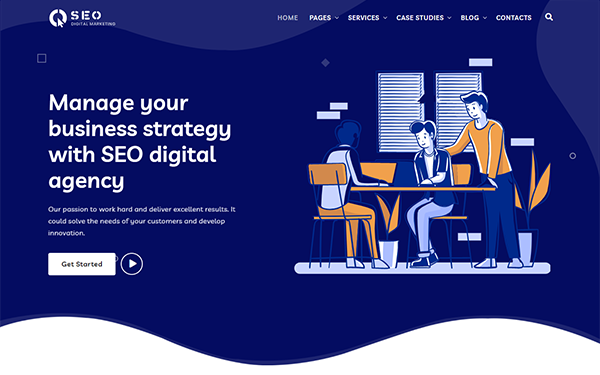 SEO
DIGITAL MARKETING
HOME PAGES SERVICES CASE STUDIES BLOG CONTACTS
Manage your
business strategy
with SEO digital
agency
Our passion to work hard and deliver excellent results. It
could solve the needs of your customers and develop
innovation.
Get Started